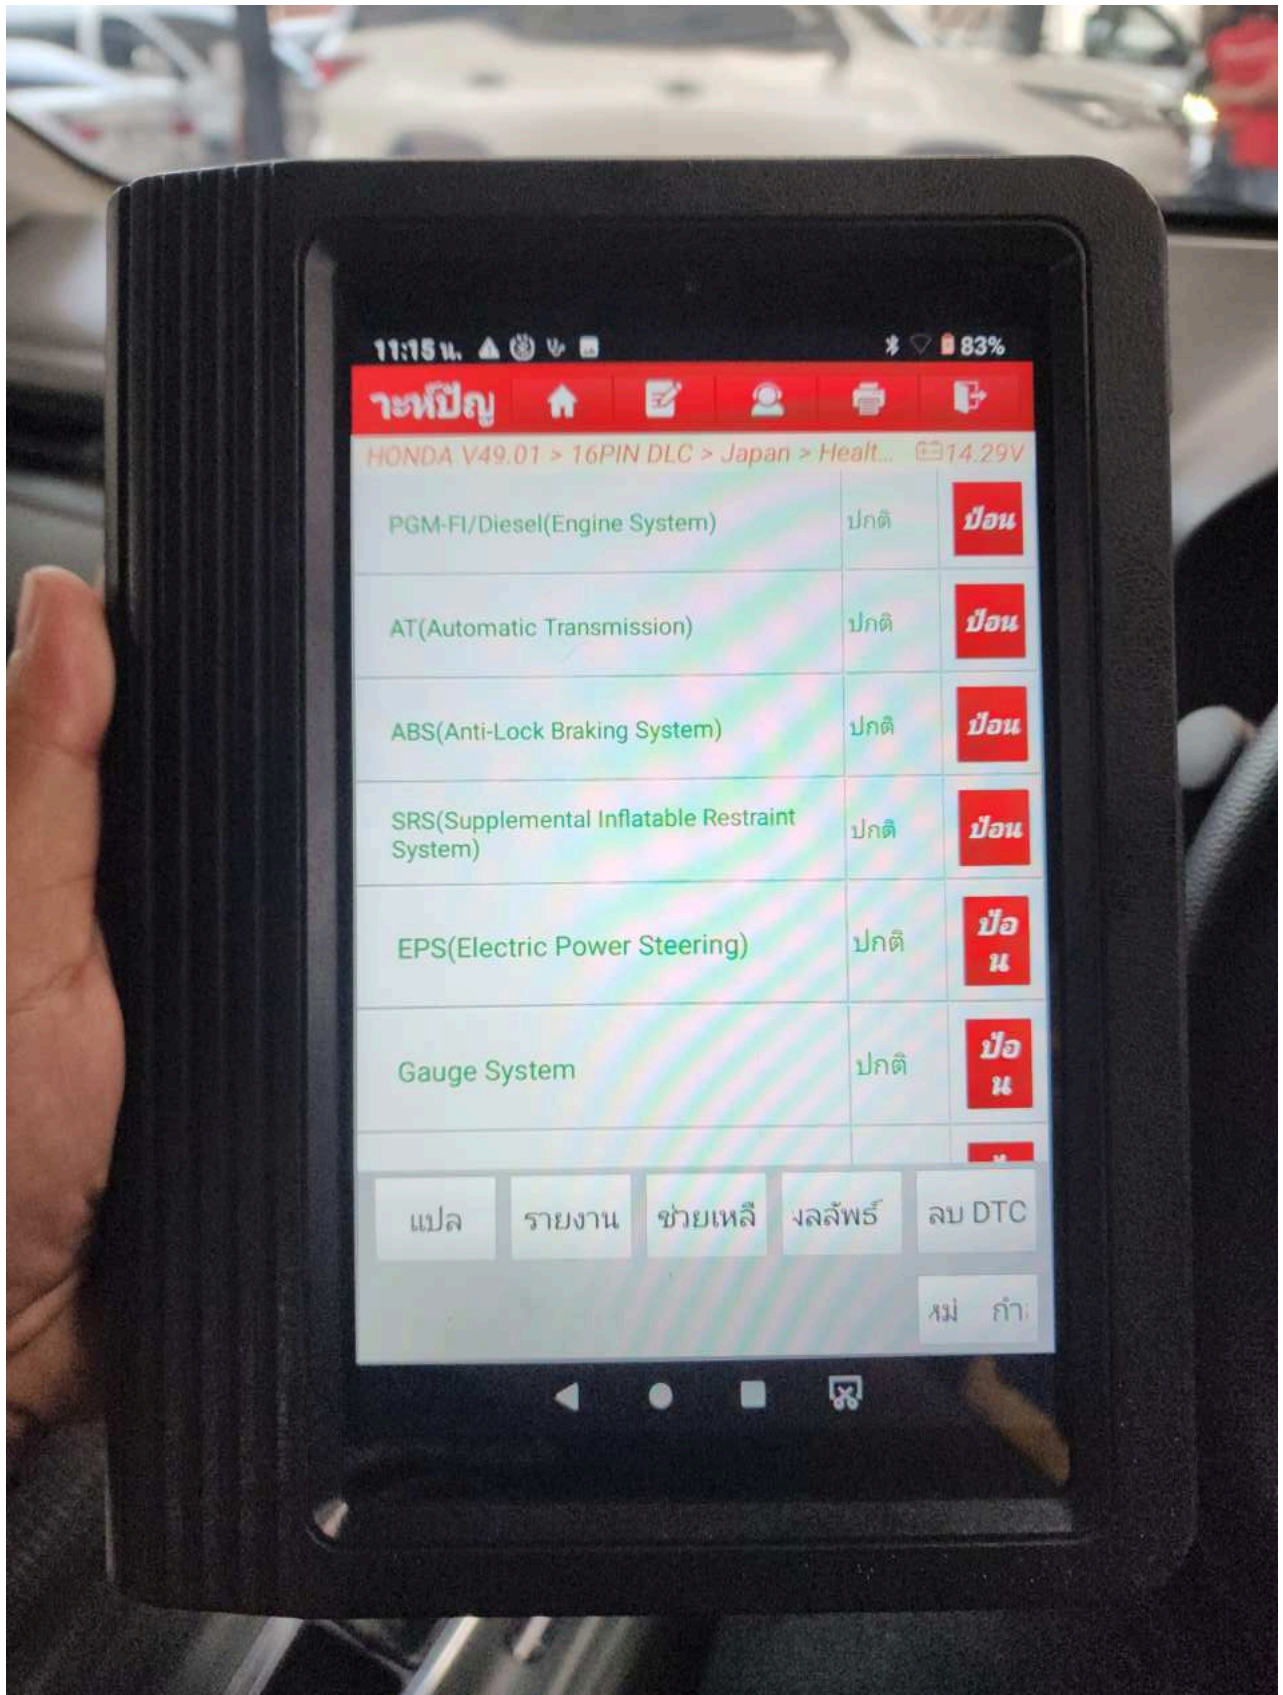 11:15 น. 83%
าะห์ปัญ
HONDA V49.01 > 16PIN DLC > Japan > Healt... 14.29V
PGM-FI/Diesel(Engine System) ปกติ ป้อน
AT(Automatic Transmission) ปกติ ป้อน
ABS(Anti-Lock Braking System) ปกติ ป้อน
SRS(Supplemental Inflatable Restraint ปกติ ป้อน
System)
EPS(Electric Power Steering) ปกติ ป้อ
น
Gauge System ปกติ ป้อ
น
แปล รายงาน ช่วยเหลื ลลัพธ์ ลบ DTC
หม่ กำ